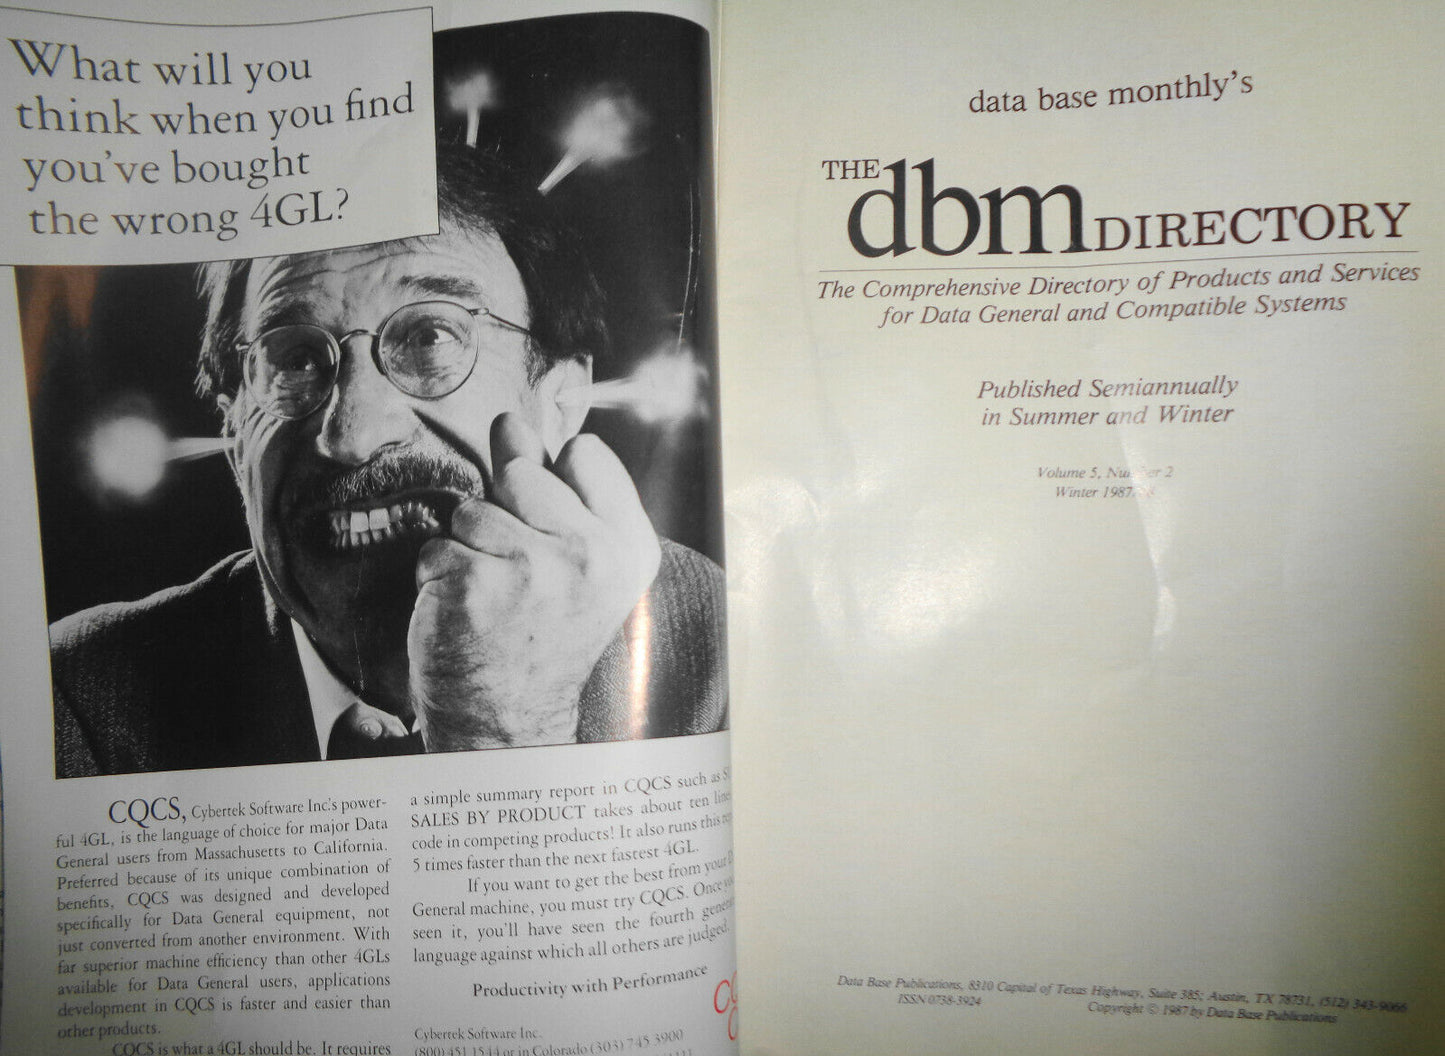 What will you
think when you find
you've bought
the wrong 4GL?
CQCS, Cybertek Software Inc.'s power-
ful 4GL, is the language of choice for major Data
General users from Massachusetts to California.
Preferred because of its unique combination of
benefits, CQCS was designed and developed
specifically for Data General equipment, not
just converted from another environment. With
far superior machine efficiency than other 4GLs
available for Data General users, applications
development in CQCS is faster and easier than
other products.
CQCS is what a 4GL should be. It requires
a simple summary report in CQCS such as
SALES BY PRODUCT takes about ten
code in competing products! It also runs this
5 times faster than the next fastest 4GL.
If you want to get the best from your
General machine, you must try CQCS. Once
seen it, you'll have seen the fourth
language against which all others are judged.
Productivity with Performance
Cybertek Software Inc.
(800) 451 1544 or in Colorado (303) 745 3900
data base monthly's
THE dbm DIRECTORY
The Comprehensive Directory of Products and Services
for Data General and Compatible Systems
Published Semiannually
in Summer and Winter
Volume 5, Number 2
Winter 1987
Data Base Publications, 8310 Capital of Texas Highway, Suite 385; Austin, TX 78731, (512) 343-9066
ISSN 0738-3924
Copyright © 1987 by Data Base Publications